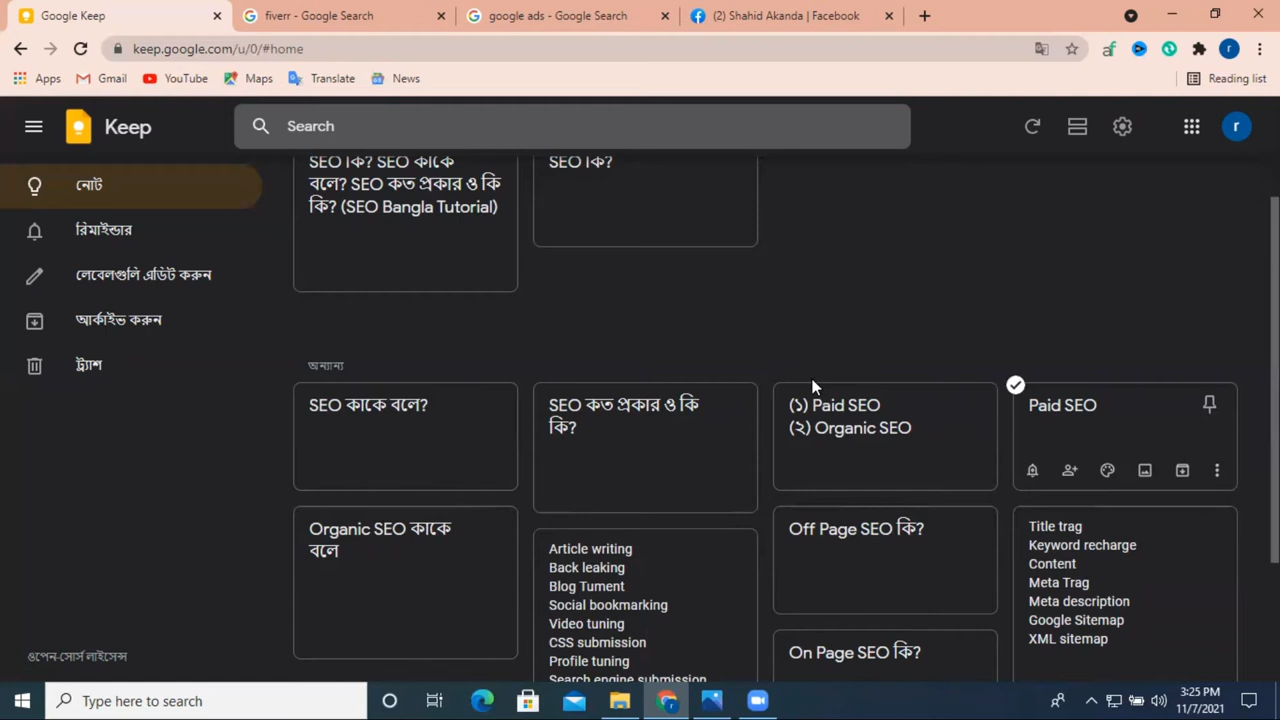 Google Keep
fiverr - Google Search
google ads - Google Search
(2) Shahid Akanda | Facebook
keep.google.com/u/0/#home
Apps
Gmail
YouTube
Maps
Translate
News
Reading list
Keep
Search
r
নোট
রিমাইন্ডার
লেবেলগুলি এডিট করুন
আর্কাইভ করুন
ট্র্যাশ
ওপেন-সোর্স লাইসেন্স
SEO কি? SEO কাকে
বলে? SEO কত প্রকার ও কি
কি? (SEO Bangla Tutorial)
SEO কি?
অন্যান্য
SEO কাকে বলে?
SEO কত প্রকার ও কি
কি?
(১) Paid SEO
(২) Organic SEO
Paid SEO
Organic SEO কাকে
বলে
Article writing
Back leaking
Blog Tument
Social bookmarking
Video tuning
CSS submission
Profile tuning
Search engine submission
Off Page SEO কি?
On Page SEO কি?
Title trag
Keyword recharge
Content
Meta Trag
Meta description
Google Sitemap
XML sitemap
Type here to search
3:25 PM
11/7/2021